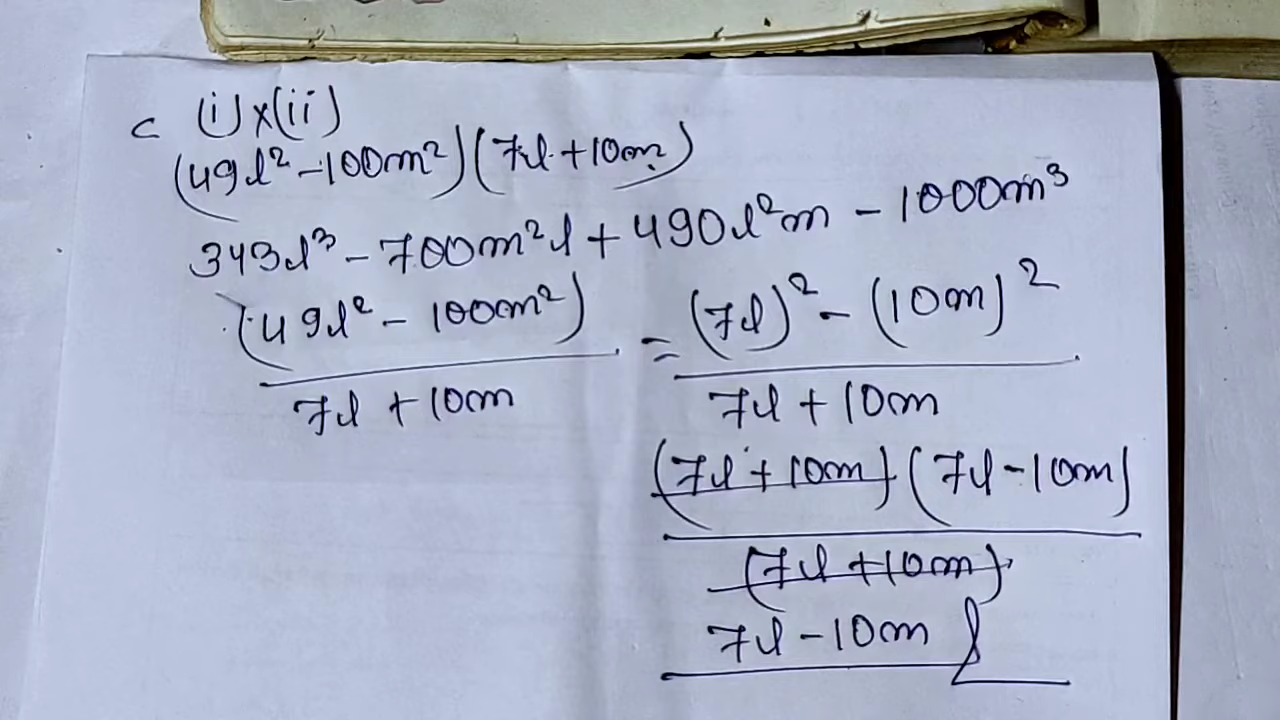 c (i)x(ii)
(49l² - 100m²)(7l + 10m)
343l³ - 700m²l + 490l²m - 1000m³
(49l² - 100m²) / 7l + 10m = (7l)² - (10m)² / 7l + 10m
(7l + 10m)(7l - 10m) / (7l + 10m)
7l - 10m